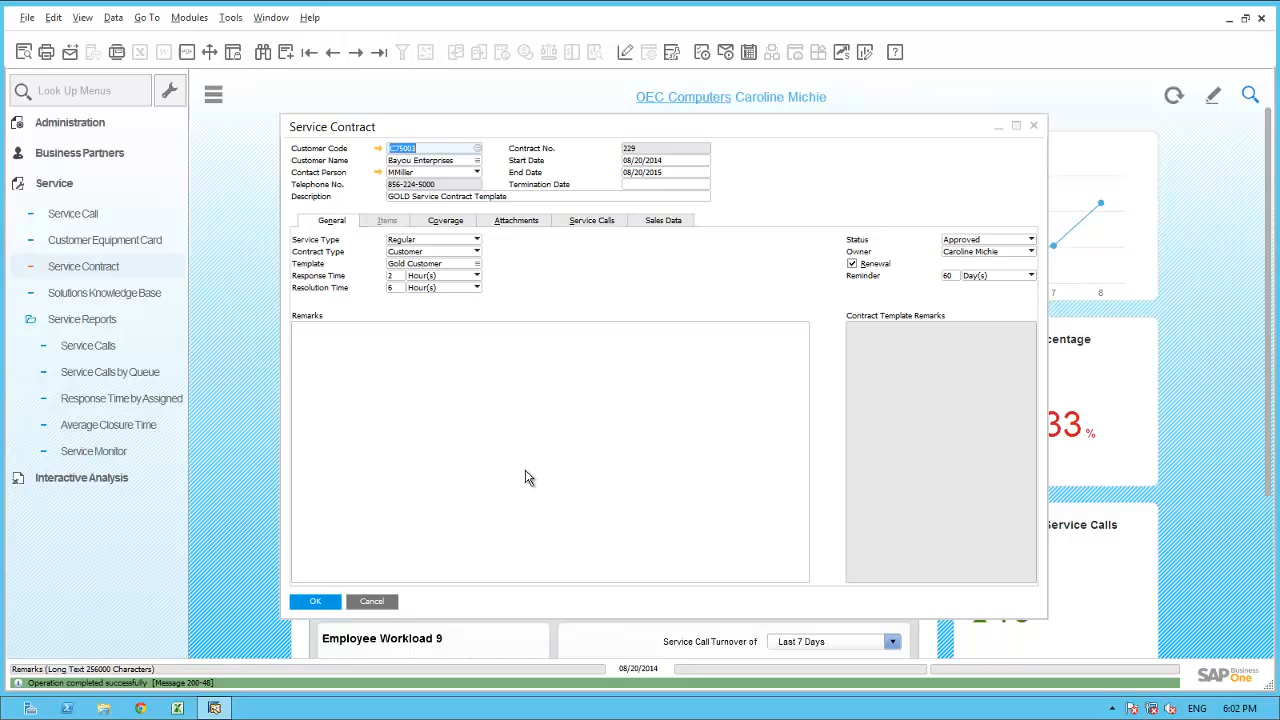 File Edit View Data Go To Modules Tools Window Help
Look Up Menus
OEC Computers Caroline Michie
Administration
Business Partners
Service
Service Call
Customer Equipment Card
Service Contract
Solutions Knowledge Base
Service Reports
Service Calls
Service Calls by Queue
Response Time by Assigned
Average Closure Time
Service Monitor
Interactive Analysis
Service Contract
Customer Code C75003 Contract No. 229
Customer Name Bayou Enterprises Start Date 08/20/2014
Contact Person MMiller End Date 08/20/2015
Telephone No. 856-224-5000 Termination Date
Description GOLD Service Contract Template
General Items Coverage Attachments Service Calls Sales Data
Service Type Regular Status Approved
Contract Type Customer Owner Caroline Michie
Template Gold Customer Renewal
Response Time 2 Hour(s) Reminder 60 Day(s)
Resolution Time 6 Hour(s)
Remarks Contract Template Remarks
OK Cancel
7 8
centage
33 %
Service Calls
Employee Workload 9 Service Call Turnover of Last 7 Days
Remarks (Long Text 256000 Characters) 08/20/2014
Operation completed successfully [Message 200-48]
SAP Business One
ENG 6:02 PM